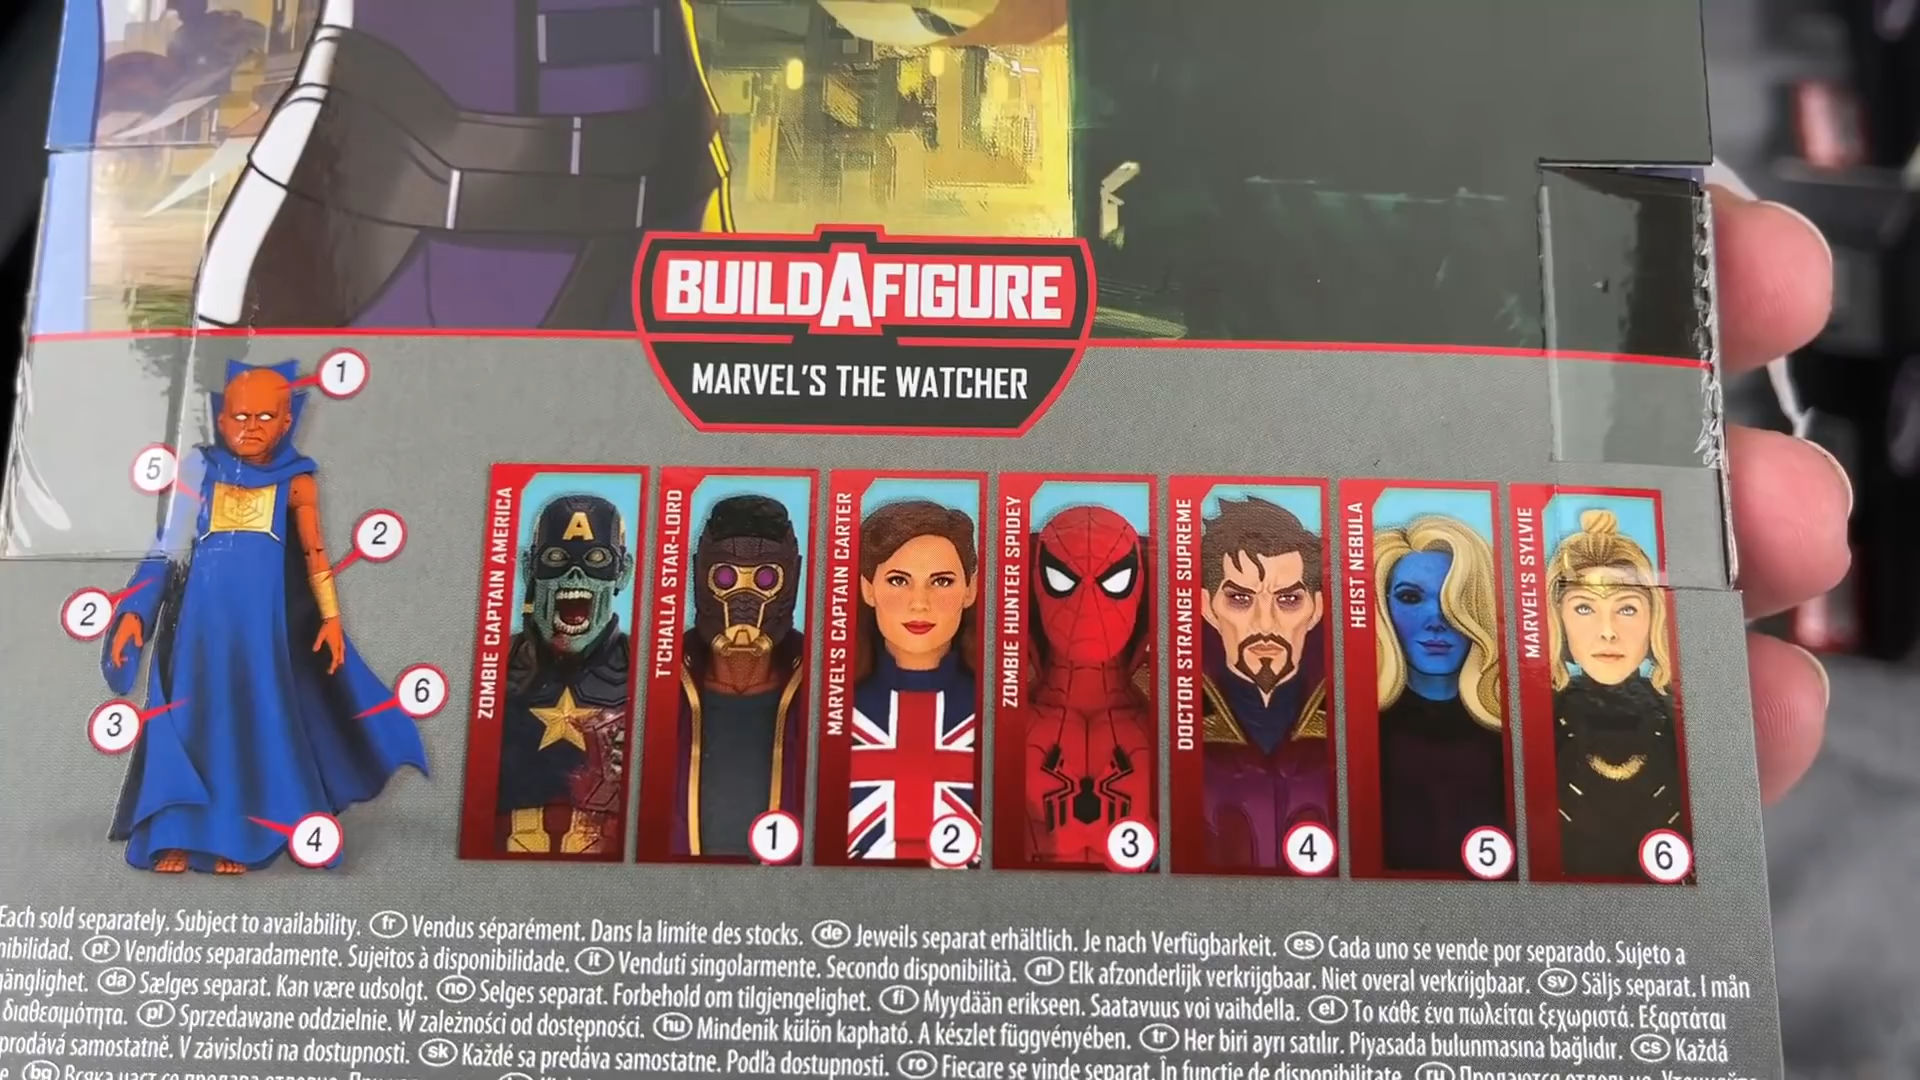 BUILDAFIGURE
MARVEL'S THE WATCHER
1
5
2
2
6
3
4
ZOMBIE CAPTAIN AMERICA
T'CHALLA STAR-LORD
1
MARVEL'S CAPTAIN CARTER
2
ZOMBIE HUNTER SPIDEY
3
DOCTOR STRANGE SUPREME
4
HEIST NEBULA
5
MARVEL'S SYLVIE
6
A
Each sold separately. Subject to availability. fr Vendus séparément. Dans la limite des stocks. de Jeweils separat erhältlich. Je nach Verfügbarkeit. es Cada uno se vende por separado. Sujeto a
nibilidad. pt Vendidos separadamente. Sujeitos à disponibilidade. it Venduti singolarmente. Secondo disponibilità. nl Elk afzonderlijk verkrijgbaar. Niet overal verkrijgbaar. sv Säljs separat. I mån
gänglighet. da Sælges separat. Kan være udsolgt. no Selges separat. Forbehold om tilgjengelighet. fi Myydään erikseen. Saatavuus voi vaihdella. el Το κάθε ένα πωλείται ξεχωριστά. Εξαρτάται
διαθεσιμότητα. pl Sprzedawane oddzielnie. W zależności od dostępności. hu Mindenik külön kapható. A készlet függvényében. tr Her biri ayrı satılır. Piyasada bulunmasına bağlıdır. cs Každá
prodává samostatně. V závislosti na dostupnosti. sk Každé sa predáva samostatne. Podľa dostupnosti. ro Fiecare se vinde separat. În funcție de disponibilitate. ru
bg